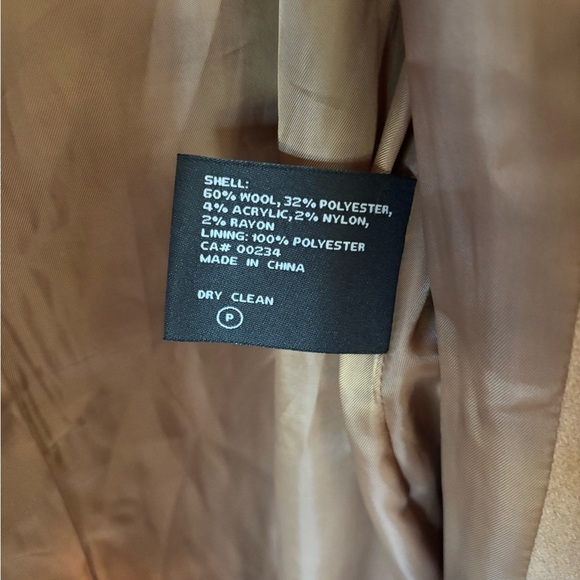 SHELL:
60% WOOL, 32% POLYESTER,
4% ACRYLIC, 2% NYLON,
2% RAYON
LINING: 100% POLYESTER
CA# 00234
MADE IN CHINA
DRY CLEAN
P